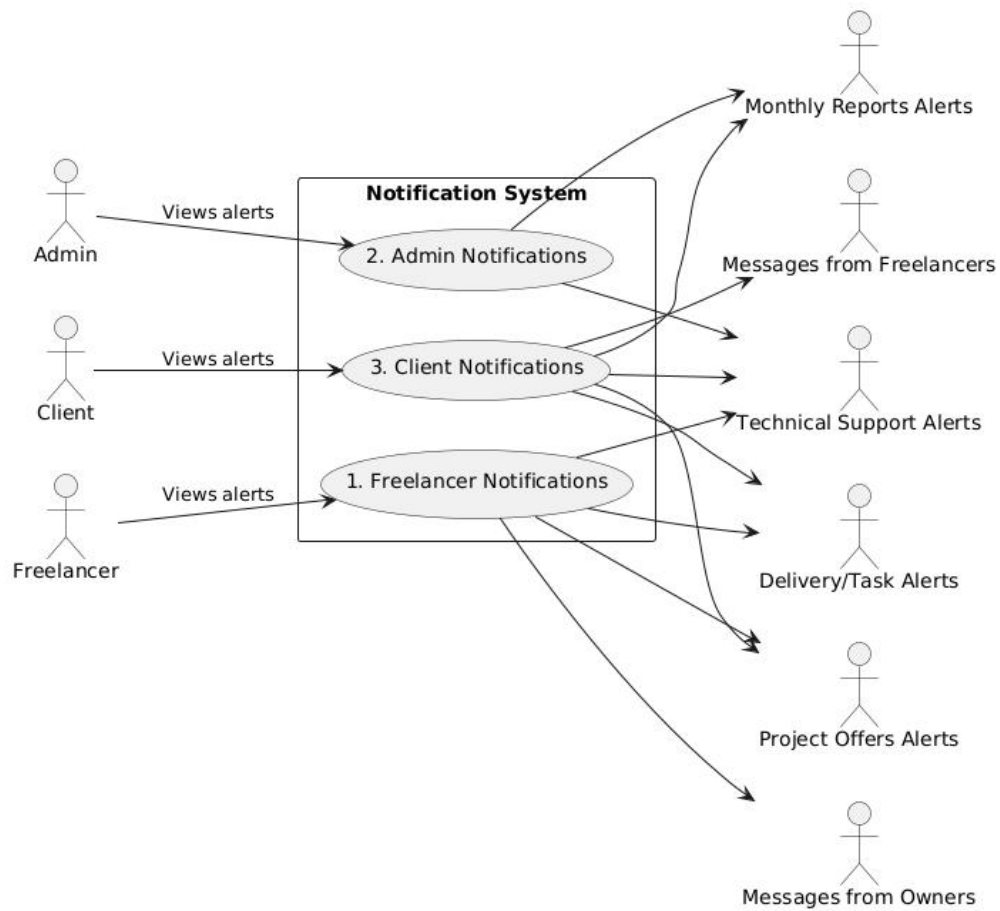 Monthly Reports Alerts
Notification System
Views alerts
Admin
2. Admin Notifications
Messages from Freelancers
Views alerts
Client
3. Client Notifications
Technical Support Alerts
Views alerts
Freelancer
1. Freelancer Notifications
Delivery/Task Alerts
Project Offers Alerts
Messages from Owners